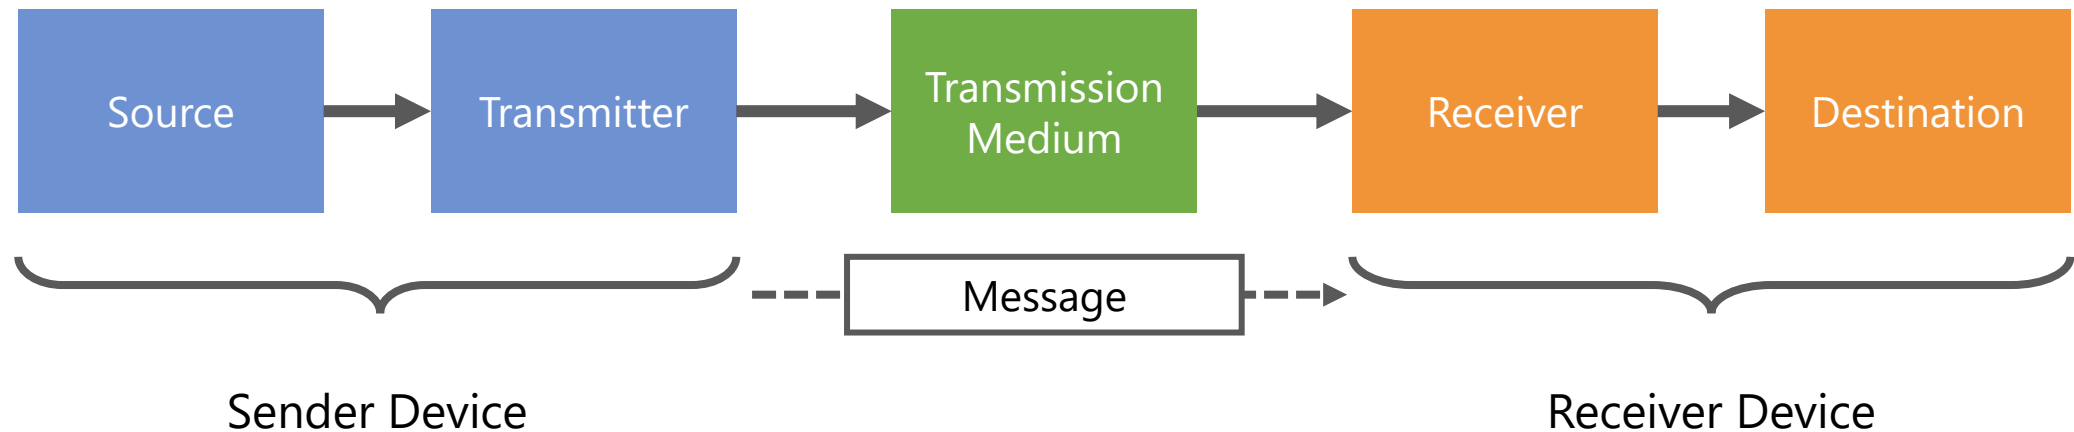 Source
Transmitter
Transmission
Medium
Receiver
Destination
Message
Sender Device
Receiver Device